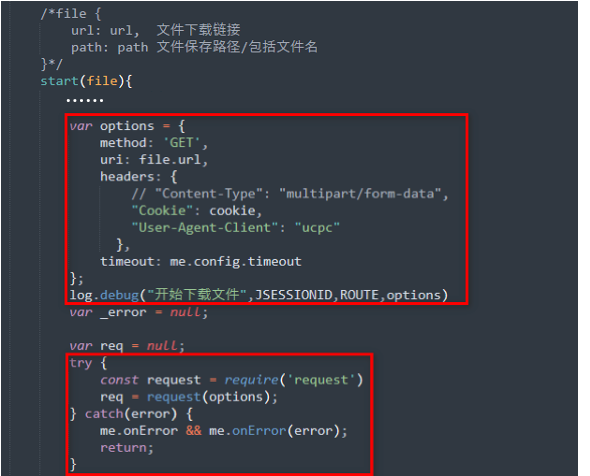 /*file {
    url: url,  文件下载链接
    path: path 文件保存路径/包括文件名
}*/
start(file){
    ......
    var options = {
        method: 'GET',
        uri: file.url,
        headers: {
            // "Content-Type": "multipart/form-data",
            "Cookie": cookie,
            "User-Agent-Client": "ucpc"
          },
        timeout: me.config.timeout
    };
    log.debug("开始下载文件",JSESSIONID,ROUTE,options)
    var _error = null;
    var req = null;
    try {
        const request = require('request')
        req = request(options);
    } catch(error) {
        me.onError && me.onError(error);
        return;
    }